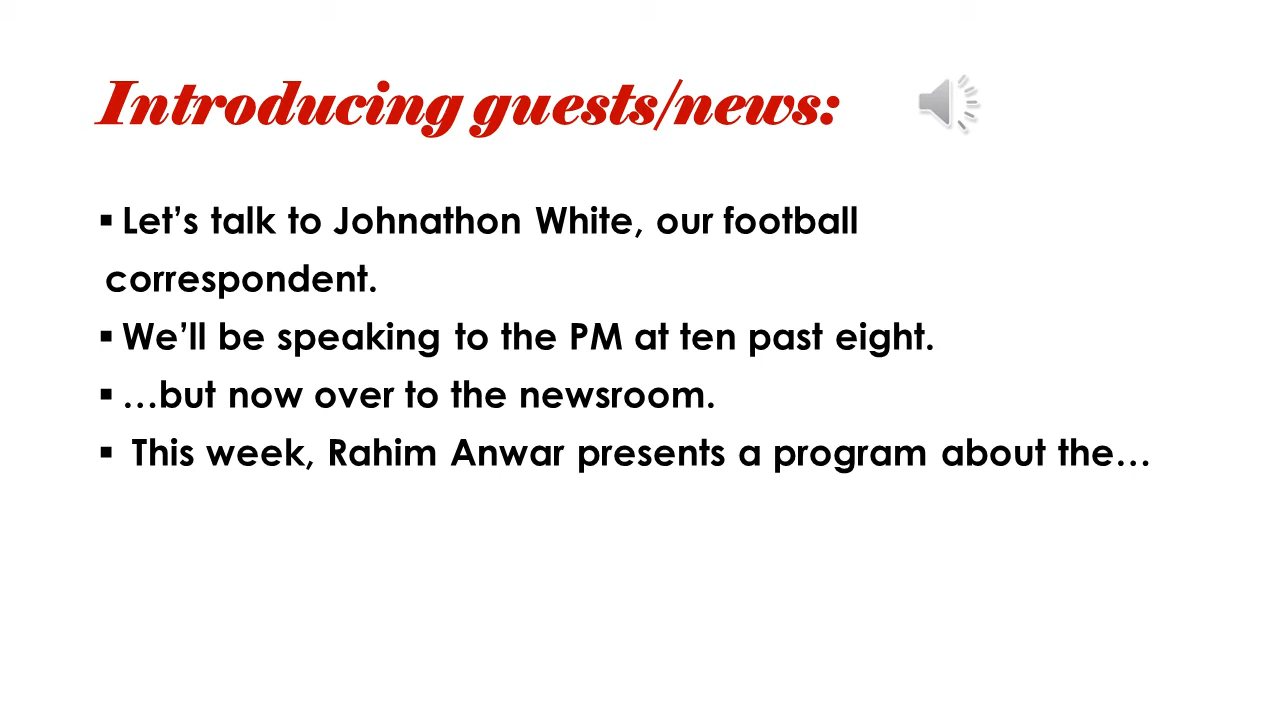 Introducing guests/news:
▪ Let’s talk to Johnathon White, our football
correspondent.
▪ We’ll be speaking to the PM at ten past eight.
▪ …but now over to the newsroom.
▪ This week, Rahim Anwar presents a program about the…